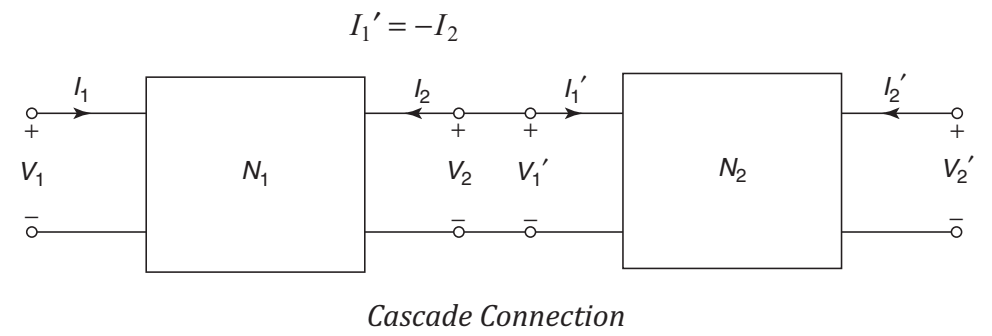 I₁′ = −I₂
I₁ I₂ I₁′ I₂′
+ + + +
V₁ N₁ V₂ V₁′ N₂ V₂′
− − − −
Cascade Connection